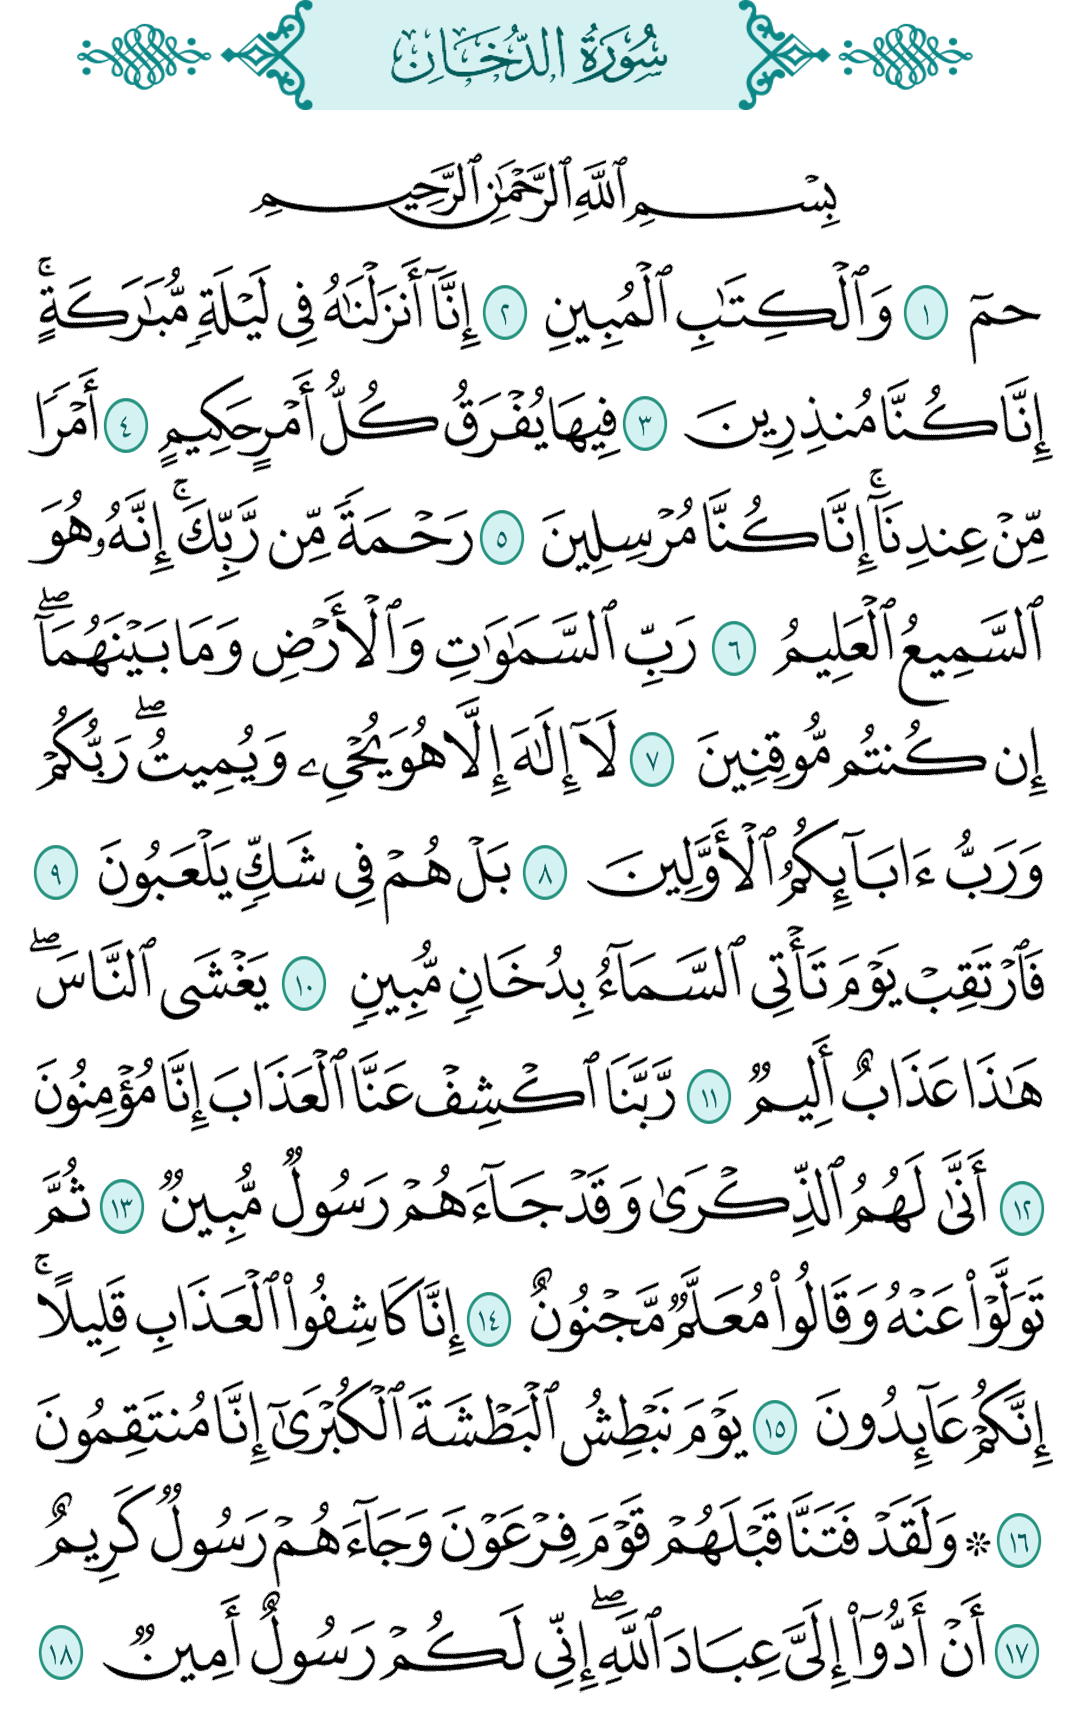 سُورَةُ الدُّخَانِ
بِسْمِ ٱللَّهِ ٱلرَّحْمَٰنِ ٱلرَّحِيمِ
حمٓ ١ وَٱلْكِتَٰبِ ٱلْمُبِينِ ٢ إِنَّآ أَنزَلْنَٰهُ فِى لَيْلَةٍ مُّبَٰرَكَةٍ ۚ
إِنَّا كُنَّا مُنذِرِينَ ٣ فِيهَا يُفْرَقُ كُلُّ أَمْرٍ حَكِيمٍ ٤ أَمْرًا
مِّنْ عِندِنَآ ۚ إِنَّا كُنَّا مُرْسِلِينَ ٥ رَحْمَةً مِّن رَّبِّكَ ۚ إِنَّهُۥ هُوَ
ٱلسَّمِيعُ ٱلْعَلِيمُ ٦ رَبِّ ٱلسَّمَٰوَٰتِ وَٱلْأَرْضِ وَمَا بَيْنَهُمَآ ۖ
إِن كُنتُم مُّوقِنِينَ ٧ لَآ إِلَٰهَ إِلَّا هُوَ يُحْىِۦ وَيُمِيتُ ۖ رَبُّكُمْ
وَرَبُّ ءَابَآئِكُمُ ٱلْأَوَّلِينَ ٨ بَلْ هُمْ فِى شَكٍّ يَلْعَبُونَ ٩
فَٱرْتَقِبْ يَوْمَ تَأْتِى ٱلسَّمَآءُ بِدُخَانٍ مُّبِينٍ ١٠ يَغْشَى ٱلنَّاسَ ۖ
هَٰذَا عَذَابٌ أَلِيمٌ ١١ رَّبَّنَا ٱكْشِفْ عَنَّا ٱلْعَذَابَ إِنَّا مُؤْمِنُونَ
١٢ أَنَّىٰ لَهُمُ ٱلذِّكْرَىٰ وَقَدْ جَآءَهُمْ رَسُولٌ مُّبِينٌ ١٣ ثُمَّ
تَوَلَّوْا۟ عَنْهُ وَقَالُوا۟ مُعَلَّمٌ مَّجْنُونٌ ١٤ إِنَّا كَاشِفُوا۟ ٱلْعَذَابِ قَلِيلًا ۚ
إِنَّكُمْ عَآئِدُونَ ١٥ يَوْمَ نَبْطِشُ ٱلْبَطْشَةَ ٱلْكُبْرَىٰٓ إِنَّا مُنتَقِمُونَ
١٦ ۞ وَلَقَدْ فَتَنَّا قَبْلَهُمْ قَوْمَ فِرْعَوْنَ وَجَآءَهُمْ رَسُولٌ كَرِيمٌ
١٧ أَنْ أَدُّوٓا۟ إِلَىَّ عِبَادَ ٱللَّهِ ۖ إِنِّى لَكُمْ رَسُولٌ أَمِينٌ ١٨